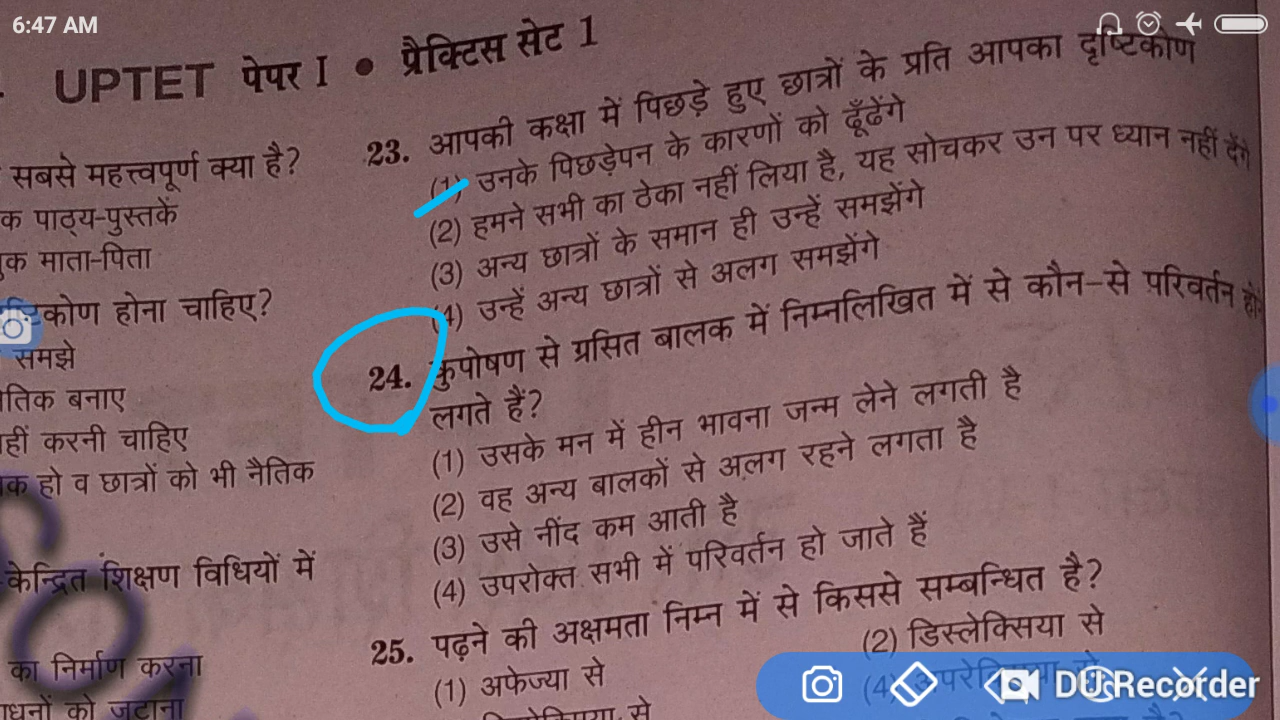 6:47 AM
UPTET पेपर I • प्रैक्टिस सेट 1
सबसे महत्त्वपूर्ण क्या है?
क पाठ्य-पुस्तकें
माता-पिता
होना चाहिए?
समझे
बनाए
करनी चाहिए
हो व छात्रों को भी नैतिक
केन्द्रित शिक्षण विधियों में
का निर्माण करना
को जुटाना
23. आपकी कक्षा में पिछड़े हुए छात्रों के प्रति आपका दृष्टिकोण
(1) उनके पिछड़ेपन के कारणों को ढूँढेंगे
(2) हमने सभी का ठेका नहीं लिया है, यह सोचकर उन पर ध्यान नहीं देंगे
(3) अन्य छात्रों के समान ही उन्हें समझेंगे
(4) उन्हें अन्य छात्रों से अलग समझेंगे
24. कुपोषण से ग्रसित बालक में निम्नलिखित में से कौन-से परिवर्तन
लगते हैं?
(1) उसके मन में हीन भावना जन्म लेने लगती है
(2) वह अन्य बालकों से अलग रहने लगता है
(3) उसे नींद कम आती है
(4) उपरोक्त सभी में परिवर्तन हो जाते हैं
25. पढ़ने की अक्षमता निम्न में से किससे सम्बन्धित है?
(1) अफेज्या से (2) डिस्लेक्सिया से
से (4)
DU Recorder